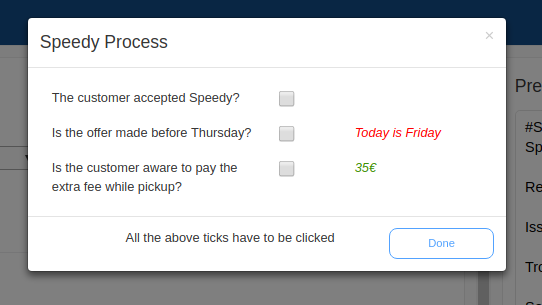 Speedy Process
×
The customer accepted Speedy?
Is the offer made before Thursday?
Today is Friday
Is the customer aware to pay the
extra fee while pickup?
35€
All the above ticks have to be clicked
Done
Pre
#S
Sp
Re
Iss
Tro